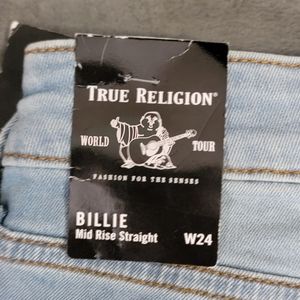 TRUE RELIGION®
WORLD TOUR
FASHION FOR THE SENSES
BILLIE
Mid Rise Straight W24